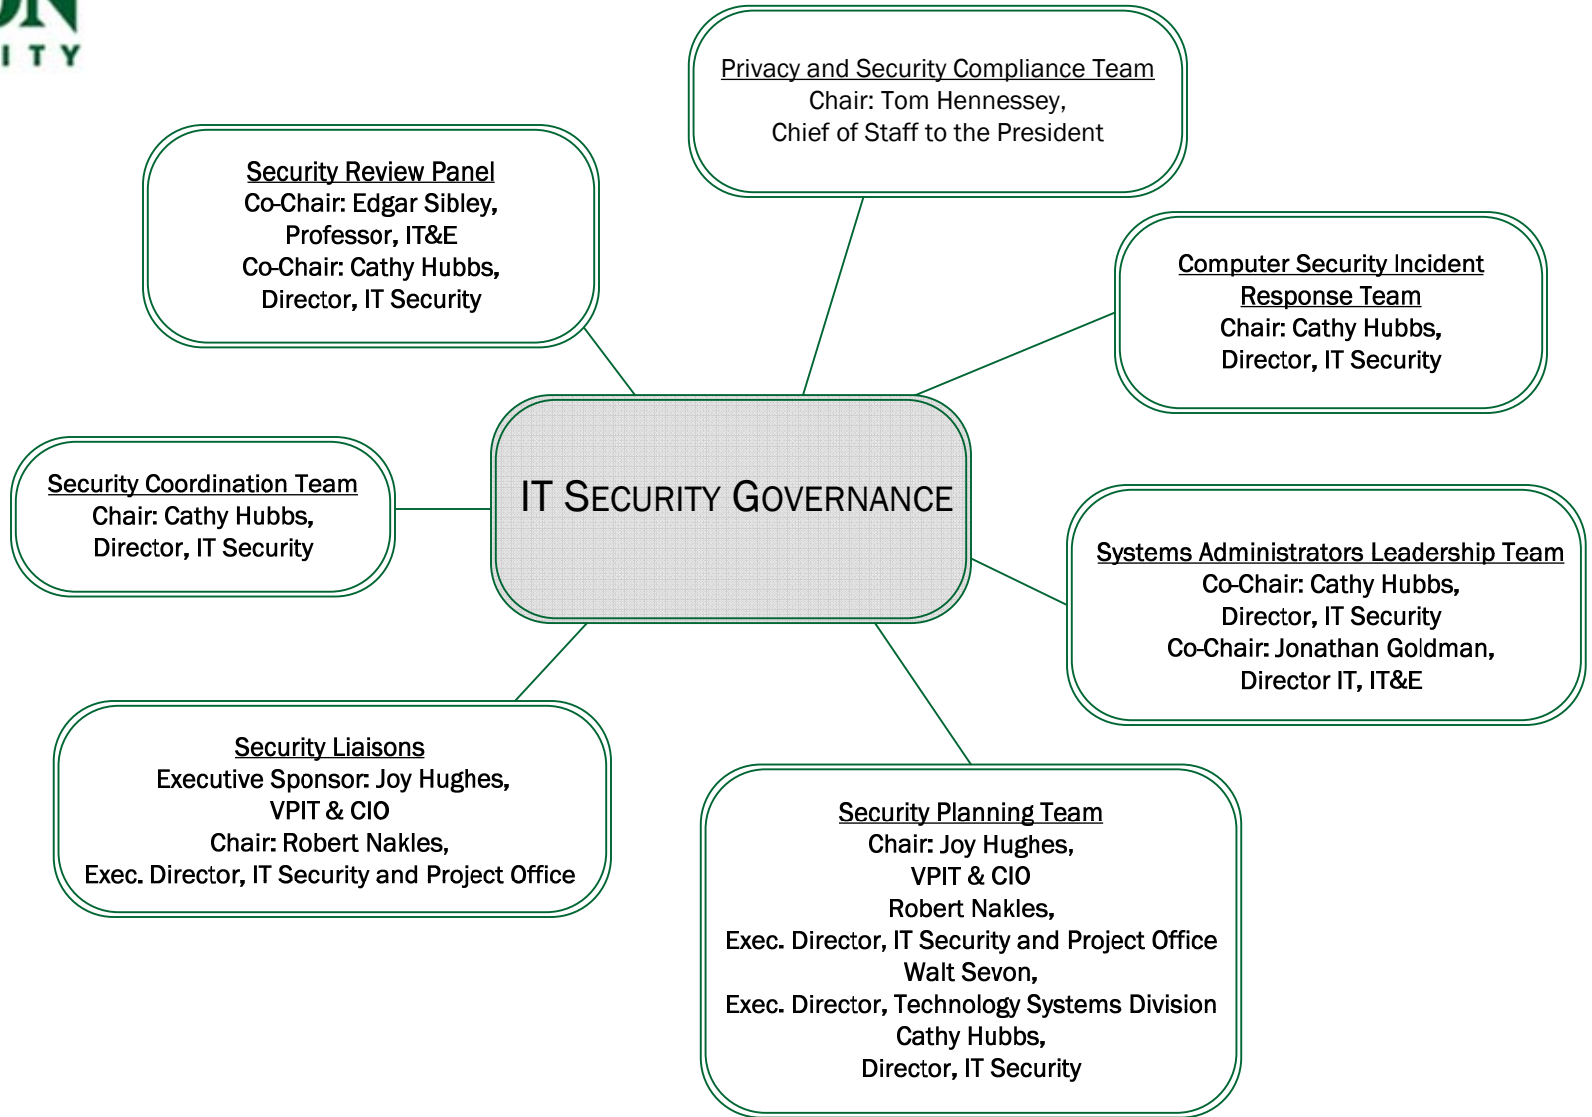 ITY
Privacy and Security Compliance Team
Chair: Tom Hennessey,
Chief of Staff to the President
Security Review Panel
Co-Chair: Edgar Sibley,
Professor, IT&E
Co-Chair: Cathy Hubbs,
Director, IT Security
Computer Security Incident
Response Team
Chair: Cathy Hubbs,
Director, IT Security
IT SECURITY GOVERNANCE
Security Coordination Team
Chair: Cathy Hubbs,
Director, IT Security
Systems Administrators Leadership Team
Co-Chair: Cathy Hubbs,
Director, IT Security
Co-Chair: Jonathan Goldman,
Director IT, IT&E
Security Liaisons
Executive Sponsor: Joy Hughes,
VPIT & CIO
Chair: Robert Nakles,
Exec. Director, IT Security and Project Office
Security Planning Team
Chair: Joy Hughes,
VPIT & CIO
Robert Nakles,
Exec. Director, IT Security and Project Office
Walt Sevon,
Exec. Director, Technology Systems Division
Cathy Hubbs,
Director, IT Security